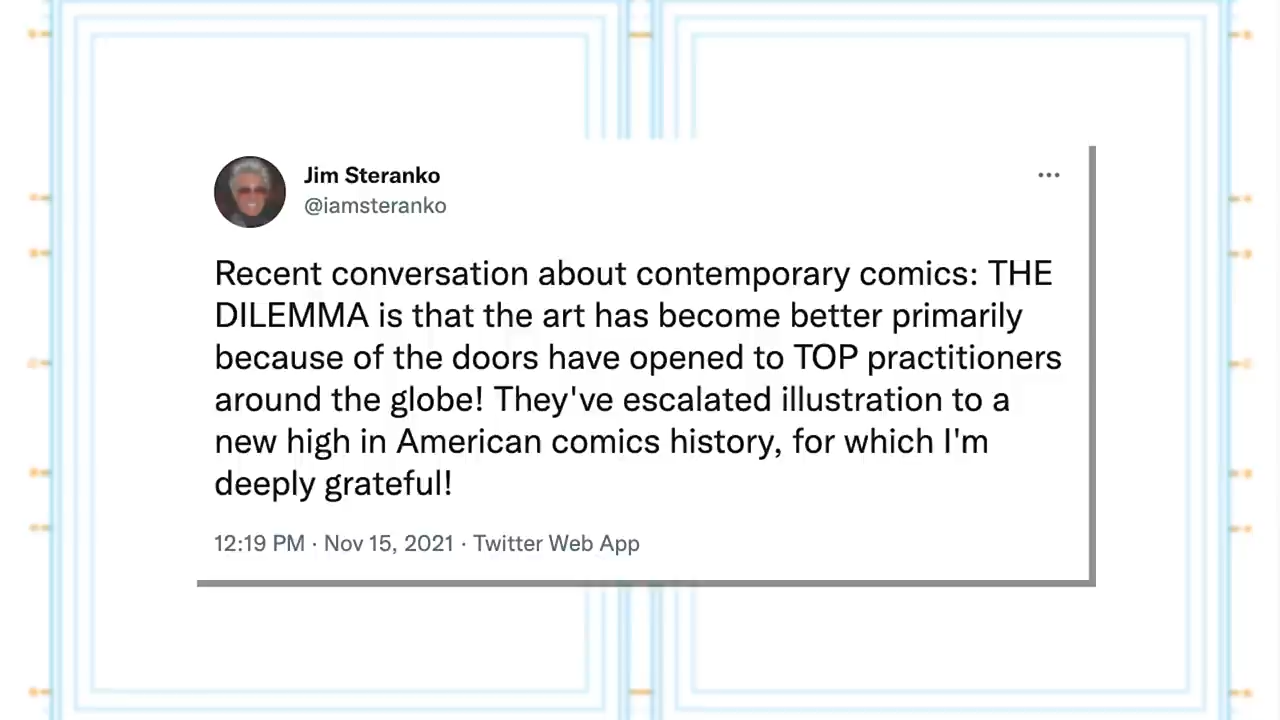 Jim Steranko
@iamsteranko
Recent conversation about contemporary comics: THE
DILEMMA is that the art has become better primarily
because of the doors have opened to TOP practitioners
around the globe! They've escalated illustration to a
new high in American comics history, for which I'm
deeply grateful!
12:19 PM · Nov 15, 2021 · Twitter Web App